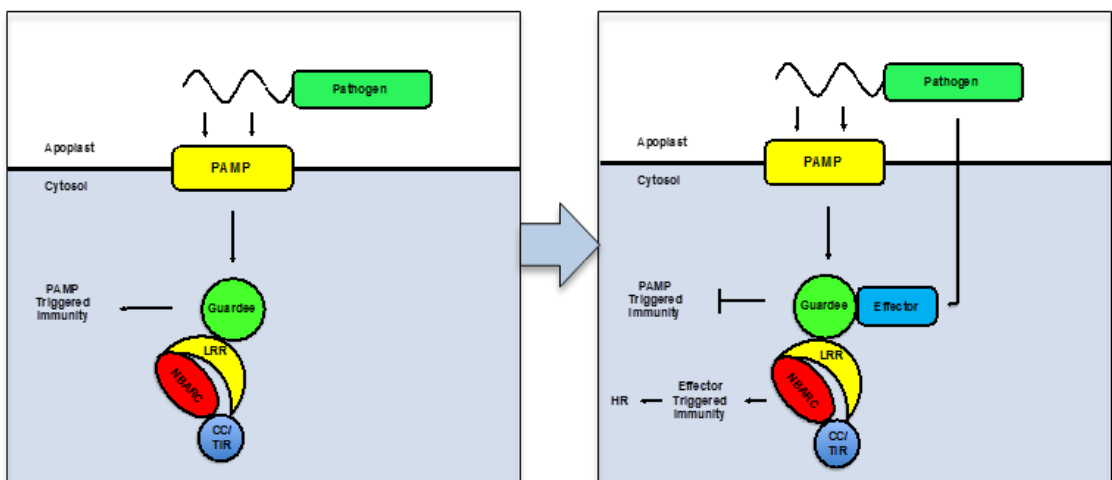 Pathogen
Apoplast
PAMP
Cytosol
PAMP
Triggered
Immunity
Guardee
LRR
NBARC
CC/
TIR
Pathogen
Apoplast
PAMP
Cytosol
PAMP
Triggered
Immunity
Guardee
Effector
LRR
NBARC
HR
Effector
Triggered
Immunity
CC/
TIR